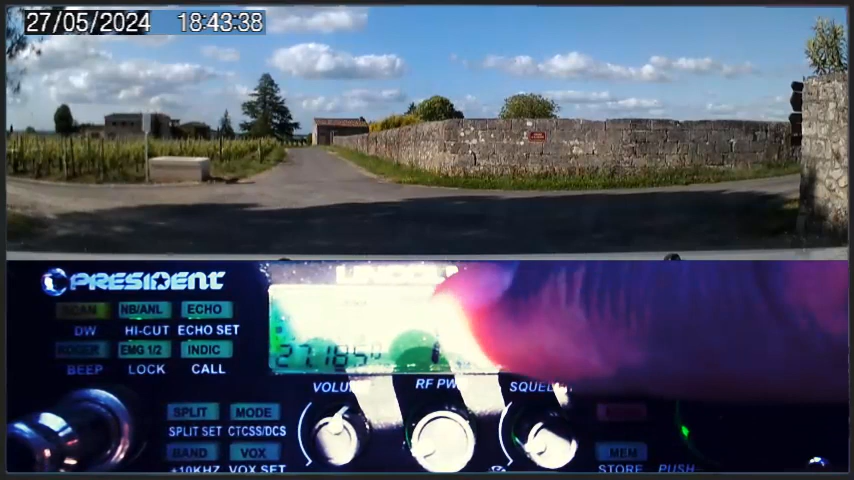 27/05/2024 18:43:38
PRESIDENT
SCAN NB/ANL ECHO
DW HI-CUT ECHO SET
ROGER EMG 1/2 INDIC
BEEP LOCK CALL
27.185
RF PW
SPLIT MODE
SPLIT SET CTCSS/DCS
BAND VOX
+10KHZ VOX SET
MEM
STORE PUSH